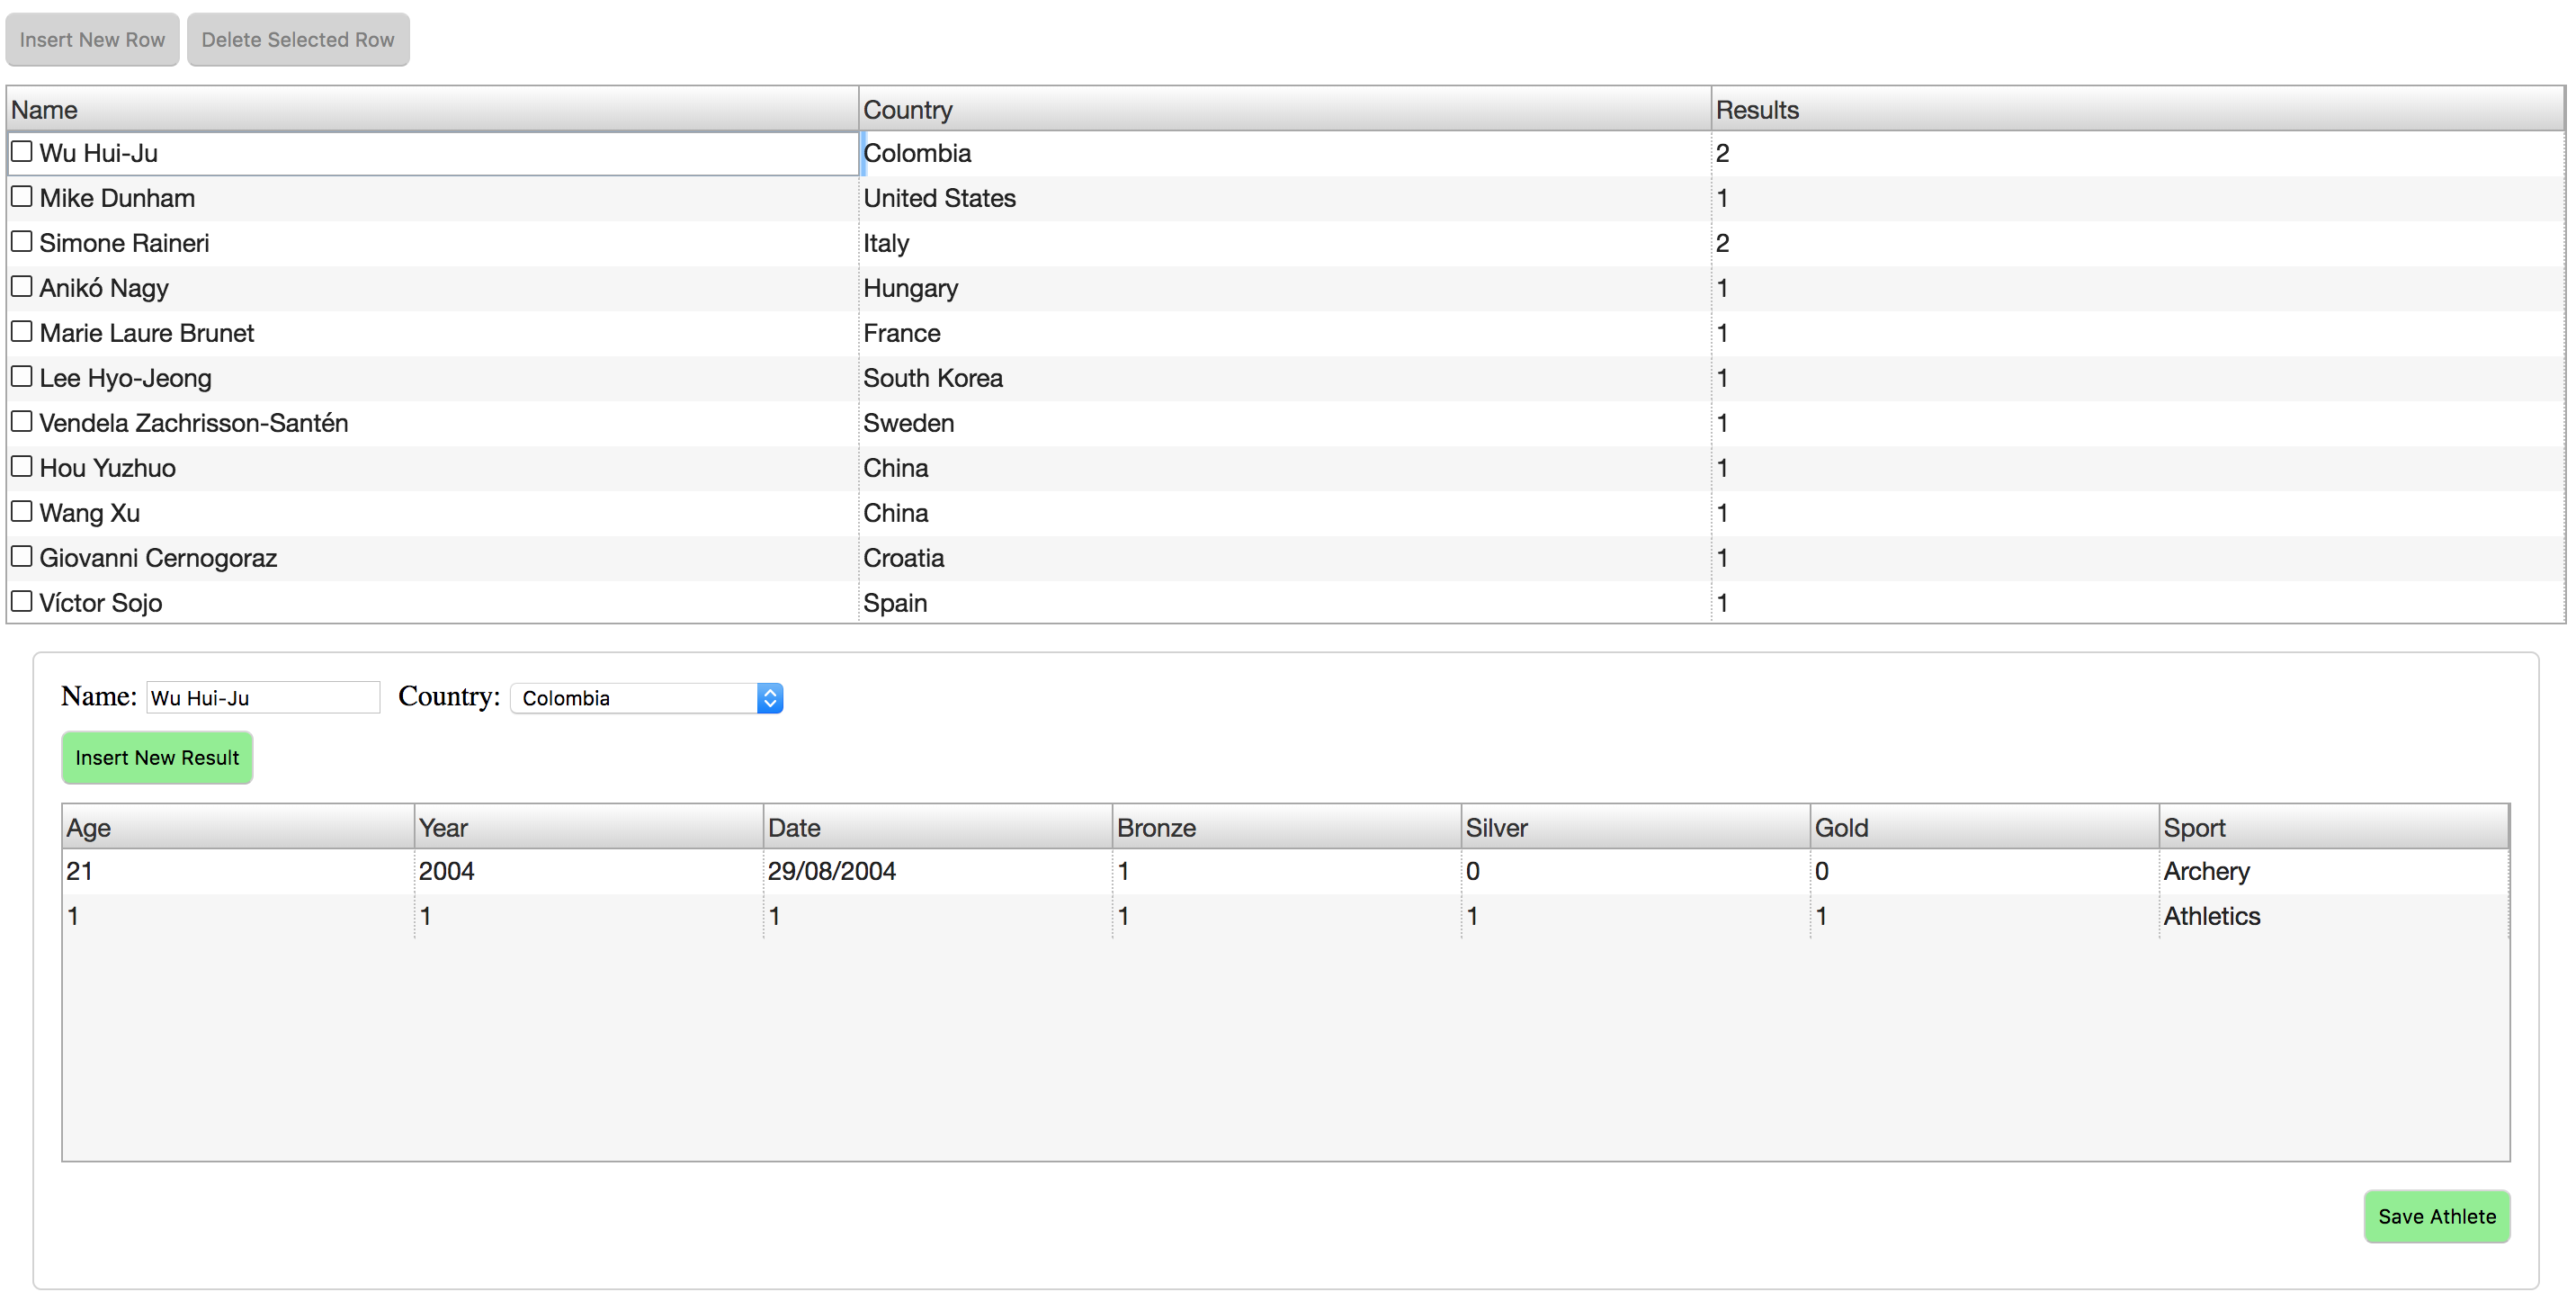 Insert New Row Delete Selected Row
Name Country Results
Wu Hui-Ju Colombia 2
Mike Dunham United States 1
Simone Raineri Italy 2
Anikó Nagy Hungary 1
Marie Laure Brunet France 1
Lee Hyo-Jeong South Korea 1
Vendela Zachrisson-Santén Sweden 1
Hou Yuzhuo China 1
Wang Xu China 1
Giovanni Cernogoraz Croatia 1
Víctor Sojo Spain 1
Name: Wu Hui-Ju Country: Colombia
Insert New Result
Age Year Date Bronze Silver Gold Sport
21 2004 29/08/2004 1 0 0 Archery
1 1 1 1 1 1 Athletics
Save Athlete